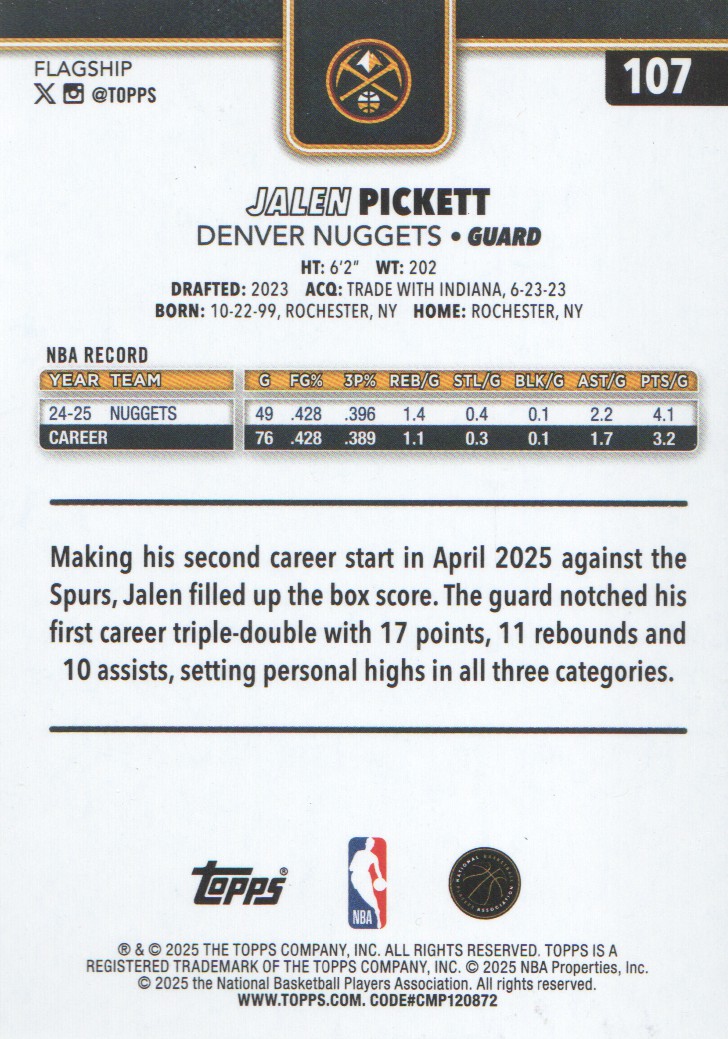 FLAGSHIP
@TOPPS
107
JALEN PICKETT
DENVER NUGGETS • GUARD
HT: 6'2" WT: 202
DRAFTED: 2023 ACQ: TRADE WITH INDIANA, 6-23-23
BORN: 10-22-99, ROCHESTER, NY HOME: ROCHESTER, NY
NBA RECORD
YEAR TEAM G FG% 3P% REB/G STL/G BLK/G AST/G PTS/G
24-25 NUGGETS 49 .428 .396 1.4 0.4 0.1 2.2 4.1
CAREER 76 .428 .389 1.1 0.3 0.1 1.7 3.2
Making his second career start in April 2025 against the
Spurs, Jalen filled up the box score. The guard notched his
first career triple-double with 17 points, 11 rebounds and
10 assists, setting personal highs in all three categories.
Topps®
NBA
NATIONAL BASKETBALL
PLAYERS ASSOCIATION
® & © 2025 THE TOPPS COMPANY, INC. ALL RIGHTS RESERVED. TOPPS IS A
REGISTERED TRADEMARK OF THE TOPPS COMPANY, INC. © 2025 NBA Properties, Inc.
© 2025 the National Basketball Players Association. All rights reserved.
WWW.TOPPS.COM. CODE#CMP120872